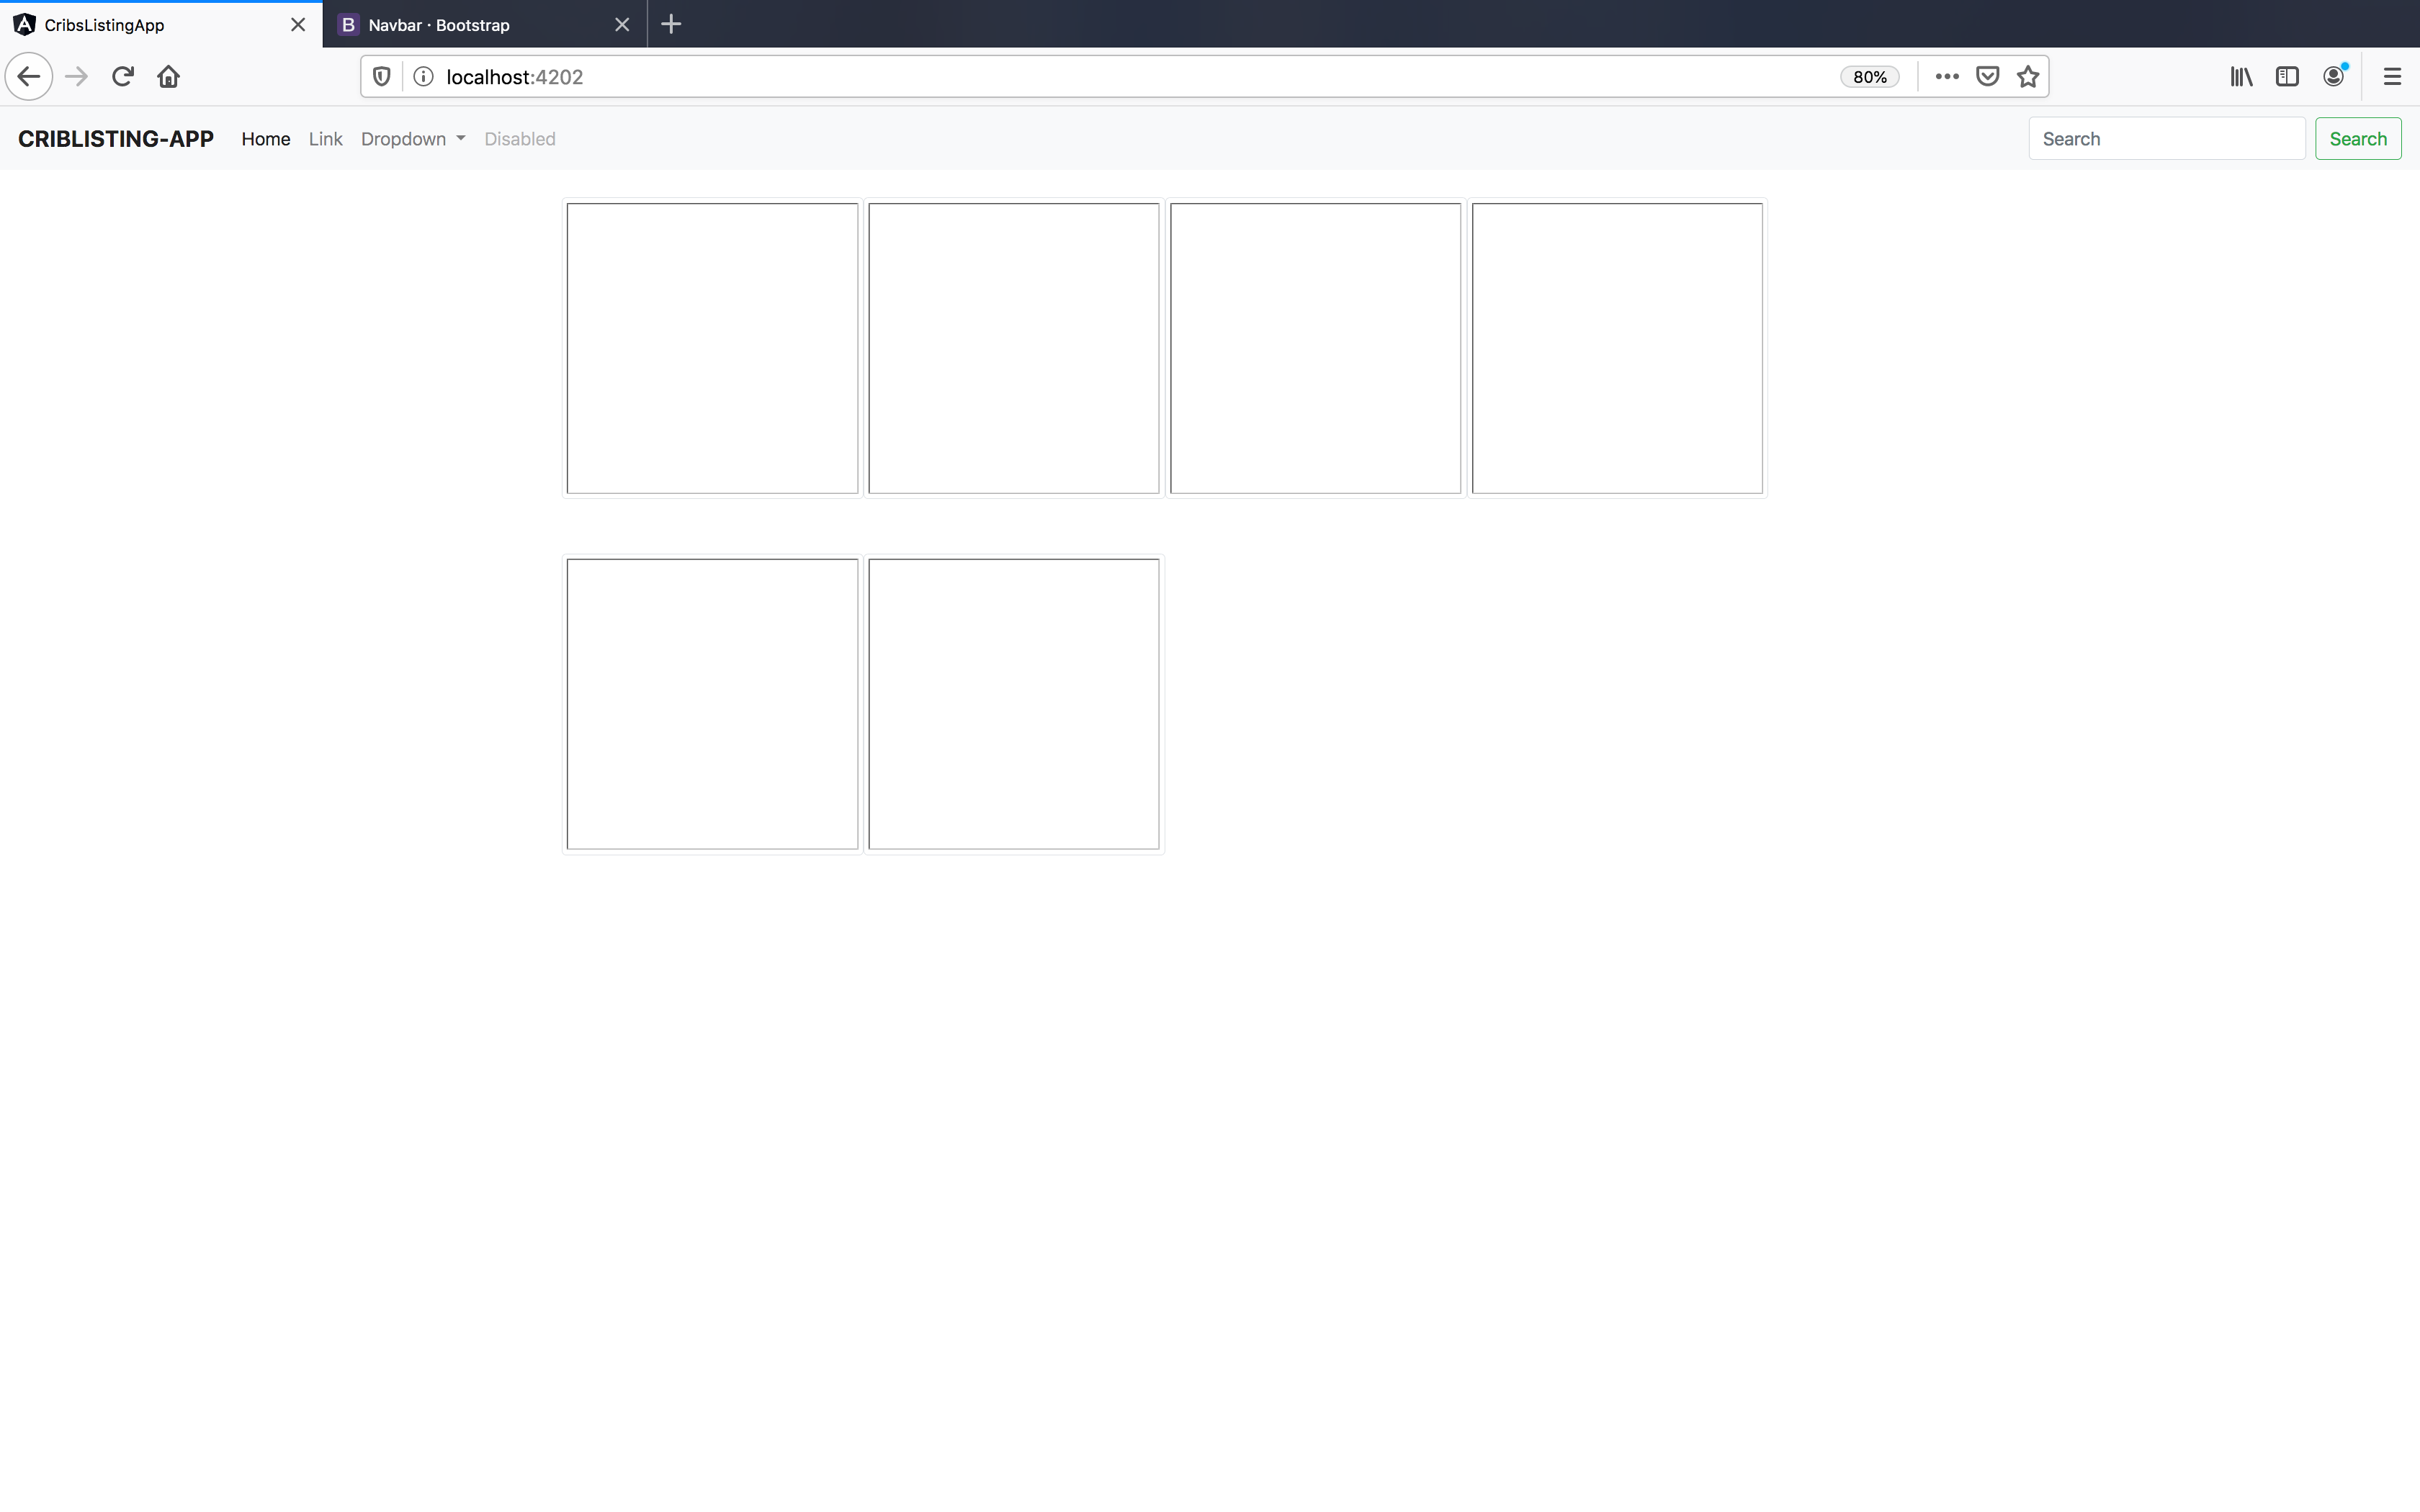 CribsListingApp
B Navbar · Bootstrap
localhost:4202
80%
CRIBLISTING-APP Home Link Dropdown Disabled Search Search